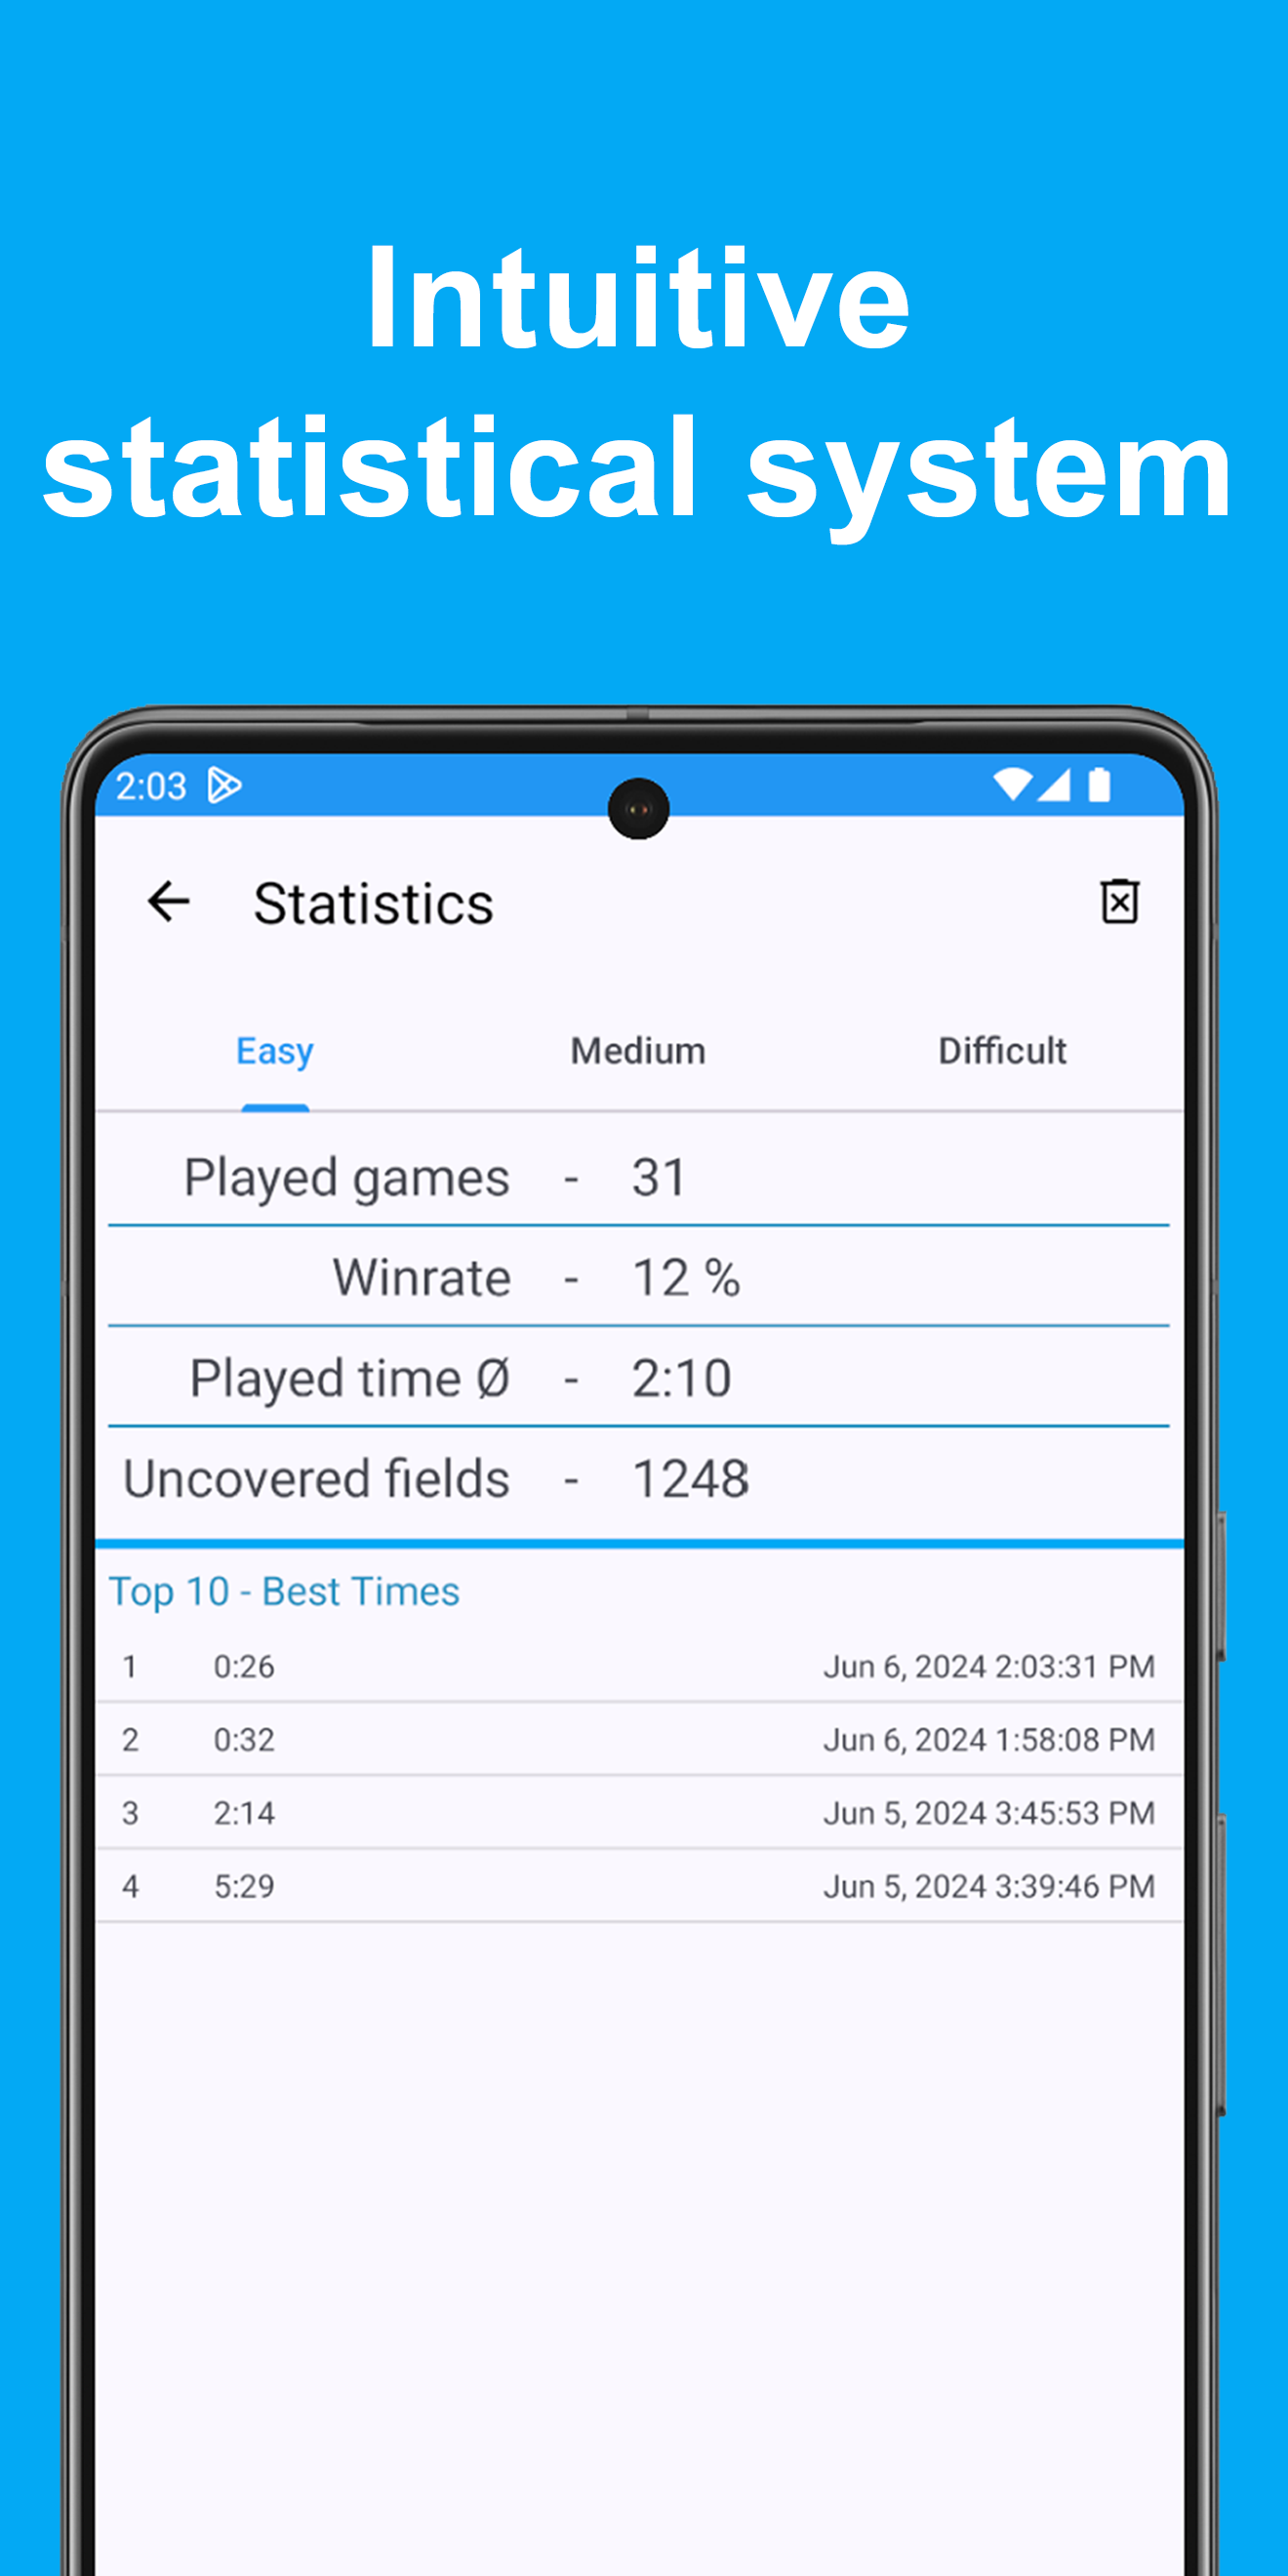 Intuitive
statistical system
2:03
Statistics
Easy Medium Difficult
Played games - 31
Winrate - 12 %
Played time Ø - 2:10
Uncovered fields - 1248
Top 10 - Best Times
1 0:26 Jun 6, 2024 2:03:31 PM
2 0:32 Jun 6, 2024 1:58:08 PM
3 2:14 Jun 5, 2024 3:45:53 PM
4 5:29 Jun 5, 2024 3:39:46 PM